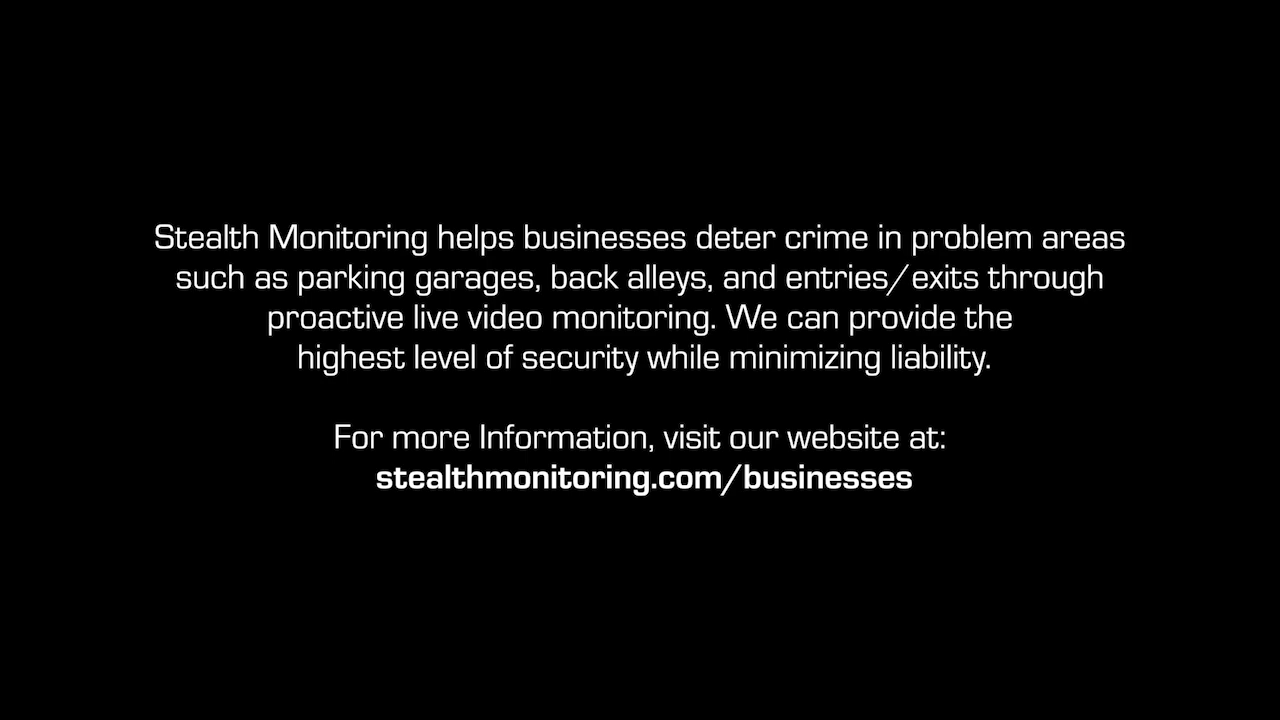 Stealth Monitoring helps businesses deter crime in problem areas
such as parking garages, back alleys, and entries/exits through
proactive live video monitoring. We can provide the
highest level of security while minimizing liability.
For more Information, visit our website at:
stealthmonitoring.com/businesses